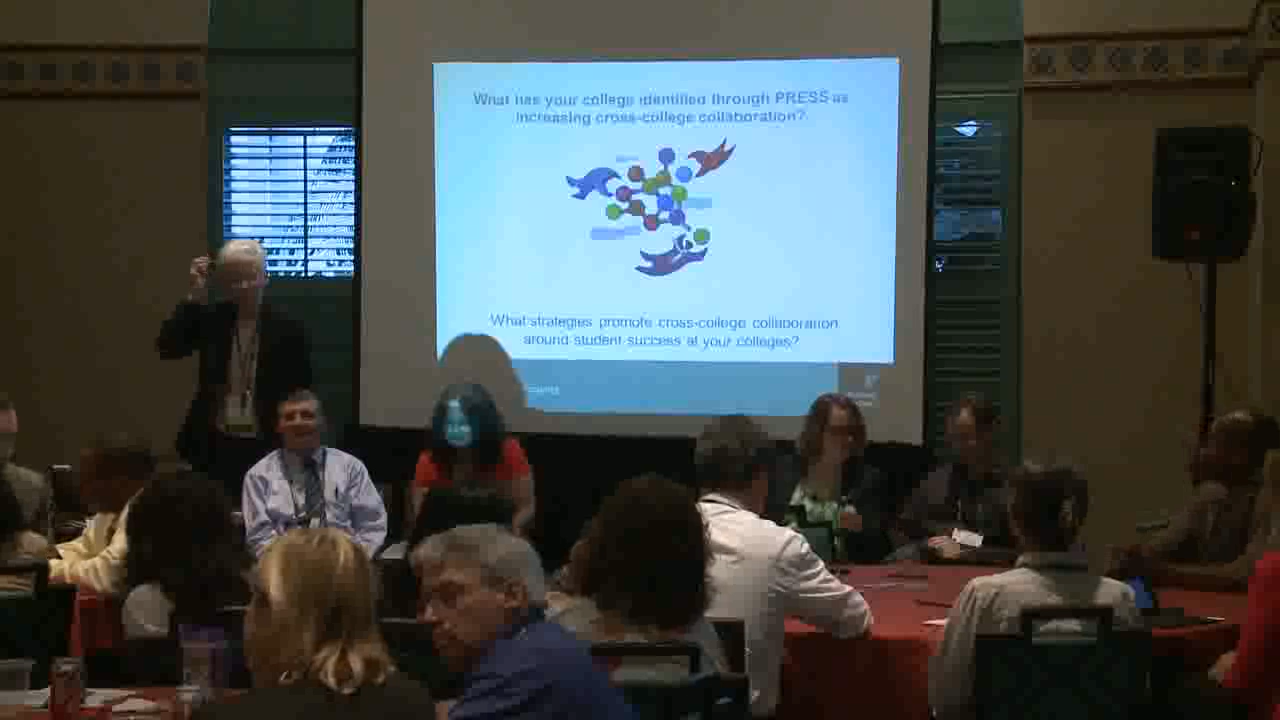 What has your college identified through PRESS as
increasing cross-college collaboration?
What strategies promote cross-college collaboration
around student success at your colleges?